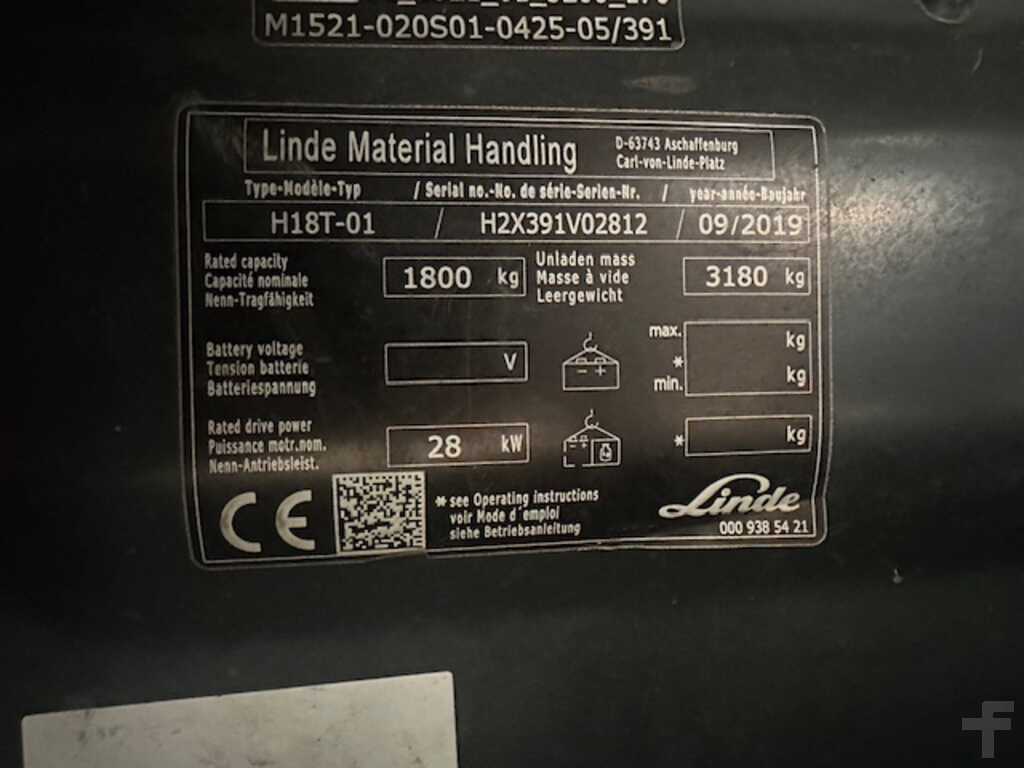 M1521-020S01-0425-05/391
Linde Material Handling
D-63743 Aschaffenburg
Carl-von-Linde-Platz
Type-Modèle-Typ / Serial no.-No. de série-Serien-Nr. / year-année-Baujahr
H18T-01 / H2X391V02812 / 09/2019
Rated capacity
Capacité nominale
Nenn-Tragfähigkeit
1800 kg
Unladen mass
Masse à vide
Leergewicht
3180 kg
Battery voltage
Tension batterie
Batteriespannung
V
- +
max.
*
min.
kg
kg
Rated drive power
Puissance motr.nom.
Nenn-Antriebsleist.
28 kW
- +
* kg
CE
* see Operating instructions
voir Mode d'emploi
siehe Betriebsanleitung
Linde
000 938 54 21